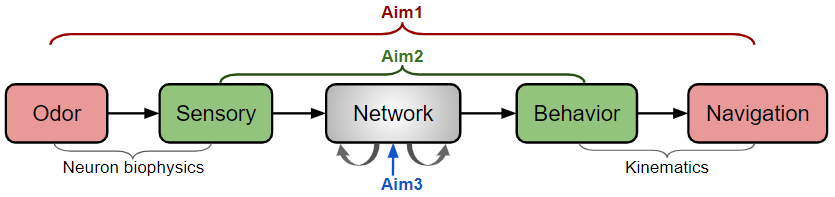 Aim1
Aim2
Odor
Sensory
Network
Behavior
Navigation
Neuron biophysics
Kinematics
Aim3